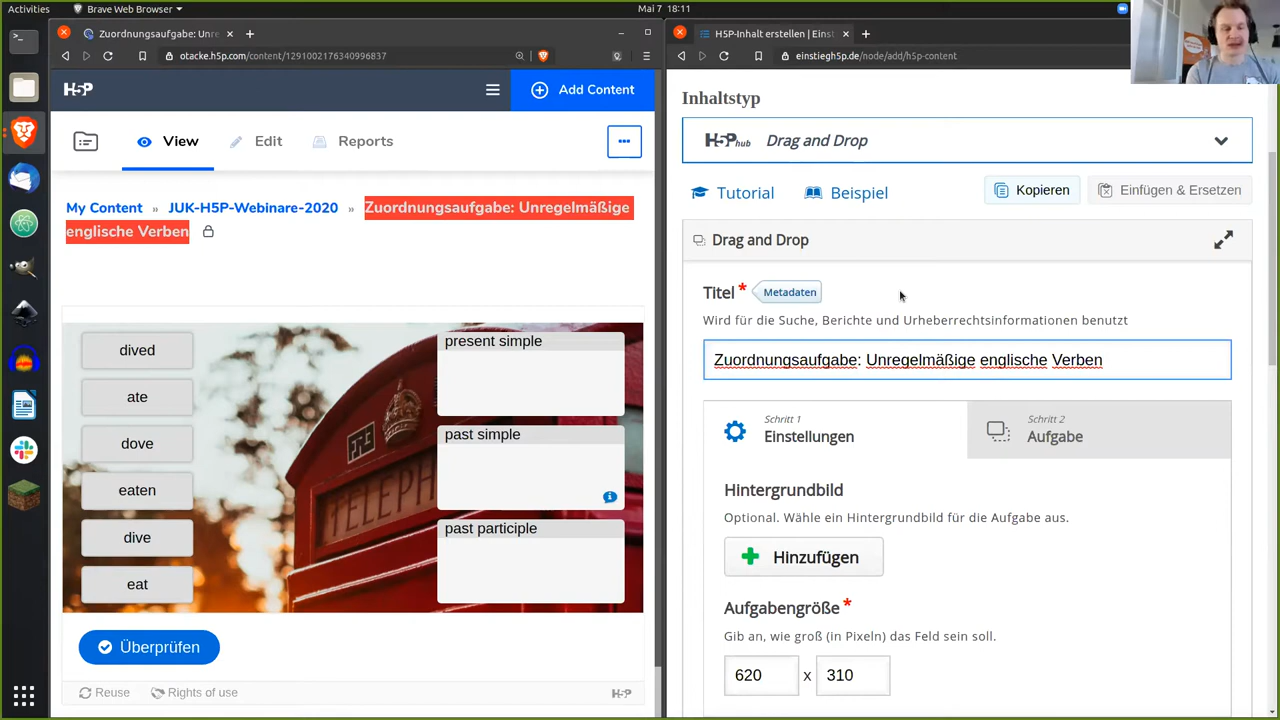 Activities
Brave Web Browser
Mai 7 18:11
Zuordnungsaufgabe: Unre
otacke.h5p.com/content/1291002176340996837
H5P
Add Content
View
Edit
Reports
My Content » JUK-H5P-Webinare-2020 » Zuordnungsaufgabe: Unregelmäßige
englische Verben
dived
ate
dove
eaten
dive
eat
present simple
past simple
past participle
TELEPH
Überprüfen
Reuse
Rights of use
H5P
H5P-Inhalt erstellen | Einst
einstiegh5p.de/node/add/h5p-content
Inhaltstyp
H5P hub Drag and Drop
Tutorial
Beispiel
Kopieren
Einfügen & Ersetzen
Drag and Drop
Titel *
Metadaten
Wird für die Suche, Berichte und Urheberrechtsinformationen benutzt
Zuordnungsaufgabe: Unregelmäßige englische Verben
Schritt 1
Einstellungen
Schritt 2
Aufgabe
Hintergrundbild
Optional. Wähle ein Hintergrundbild für die Aufgabe aus.
Hinzufügen
Aufgabengröße *
Gib an, wie groß (in Pixeln) das Feld sein soll.
620 x 310